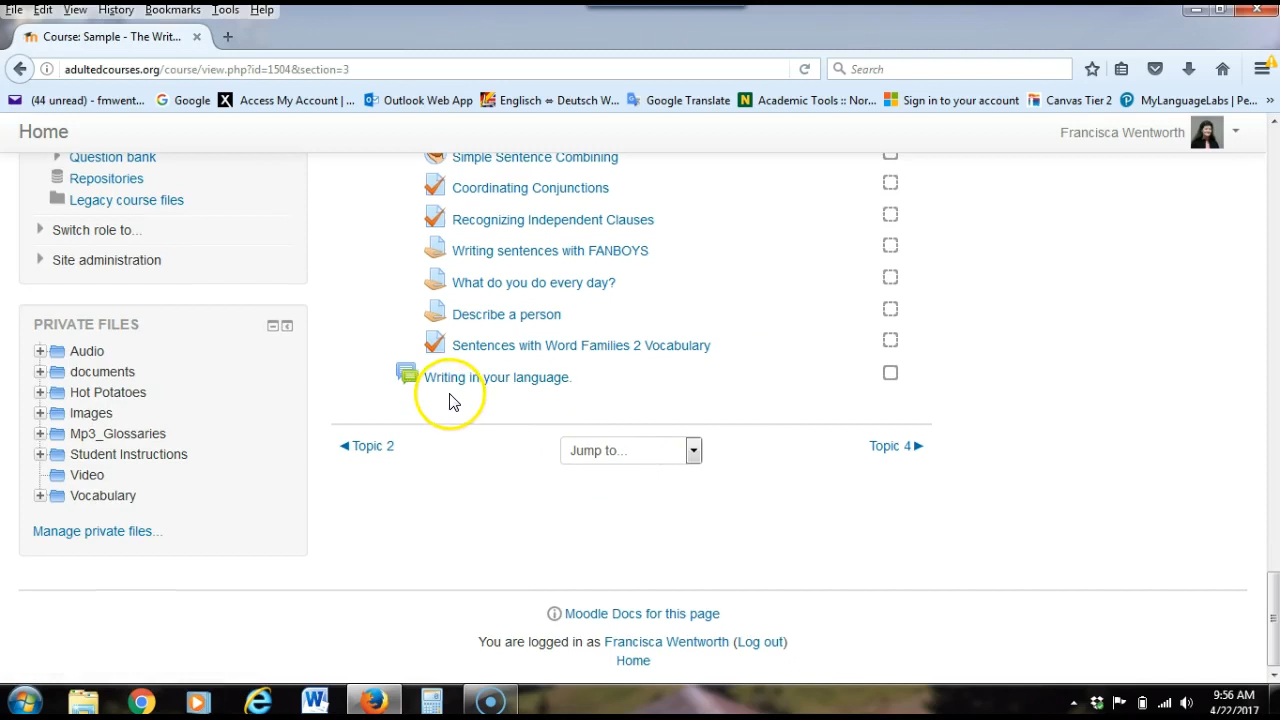 File Edit View History Bookmarks Tools Help
Course: Sample - The Writ...
adultedcourses.org/course/view.php?id=1504&section=3
Search
(44 unread) - fmwent... Google Access My Account | ... Outlook Web App Englisch ⇔ Deutsch W... Google Translate Academic Tools :: Nor... Sign in to your account Canvas Tier 2 MyLanguageLabs | Pe... »
Home
Francisca Wentworth
Question bank
Repositories
Legacy course files
Switch role to...
Site administration
PRIVATE FILES
Audio
documents
Hot Potatoes
Images
Mp3_Glossaries
Student Instructions
Video
Vocabulary
Manage private files...
Simple Sentence Combining
Coordinating Conjunctions
Recognizing Independent Clauses
Writing sentences with FANBOYS
What do you do every day?
Describe a person
Sentences with Word Families 2 Vocabulary
Writing in your language.
◀ Topic 2
Jump to...
Topic 4 ▶
Moodle Docs for this page
You are logged in as Francisca Wentworth (Log out)
Home
9:56 AM
4/22/2017